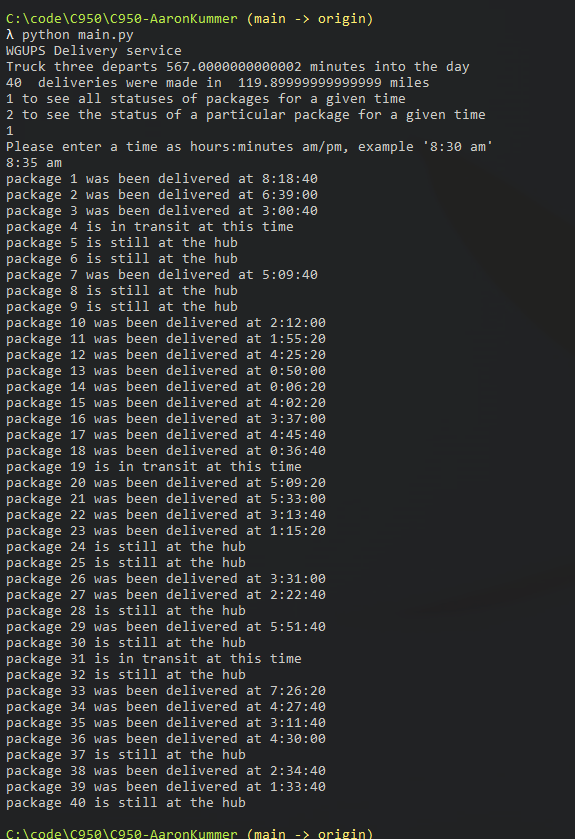 C:\code\C950\C950-AaronKummer (main -> origin)
λ python main.py
WGUPS Delivery service
Truck three departs 567.0000000000002 minutes into the day
40  deliveries were made in  119.89999999999999 miles
1 to see all statuses of packages for a given time
2 to see the status of a particular package for a given time
1
Please enter a time as hours:minutes am/pm, example '8:30 am'
8:35 am
package 1 was been delivered at 8:18:40
package 2 was been delivered at 6:39:00
package 3 was been delivered at 3:00:40
package 4 is in transit at this time
package 5 is still at the hub
package 6 is still at the hub
package 7 was been delivered at 5:09:40
package 8 is still at the hub
package 9 is still at the hub
package 10 was been delivered at 2:12:00
package 11 was been delivered at 1:55:20
package 12 was been delivered at 4:25:20
package 13 was been delivered at 0:50:00
package 14 was been delivered at 0:06:20
package 15 was been delivered at 4:02:20
package 16 was been delivered at 3:37:00
package 17 was been delivered at 4:45:40
package 18 was been delivered at 0:36:40
package 19 is in transit at this time
package 20 was been delivered at 5:09:20
package 21 was been delivered at 5:33:00
package 22 was been delivered at 3:13:40
package 23 was been delivered at 1:15:20
package 24 is still at the hub
package 25 is still at the hub
package 26 was been delivered at 3:31:00
package 27 was been delivered at 2:22:40
package 28 is still at the hub
package 29 was been delivered at 5:51:40
package 30 is still at the hub
package 31 is in transit at this time
package 32 is still at the hub
package 33 was been delivered at 7:26:20
package 34 was been delivered at 4:27:40
package 35 was been delivered at 3:11:40
package 36 was been delivered at 4:30:00
package 37 is still at the hub
package 38 was been delivered at 2:34:40
package 39 was been delivered at 1:33:40
package 40 is still at the hub
C:\code\C950\C950-AaronKummer (main -> origin)